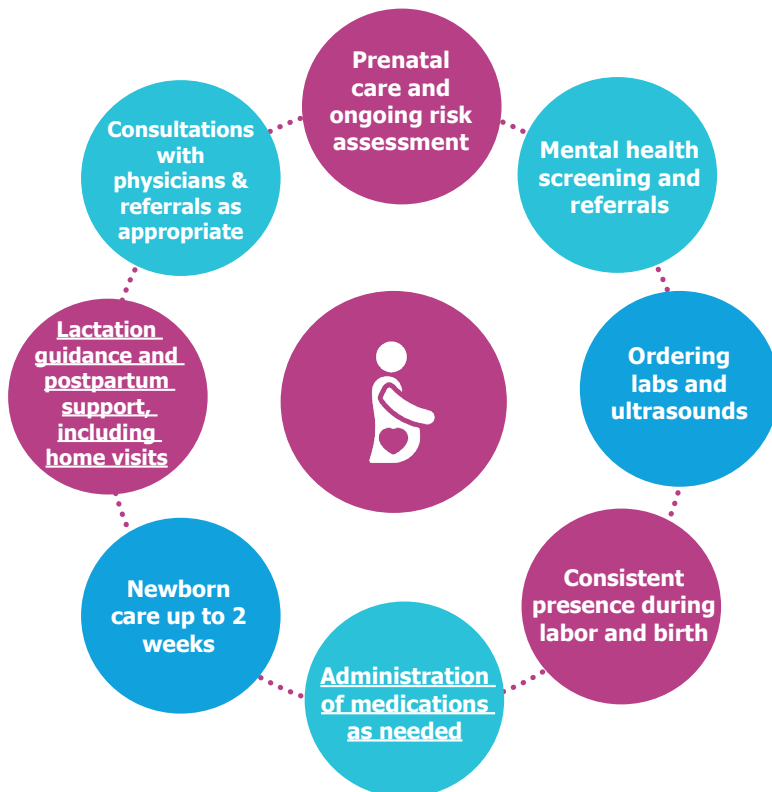 Prenatal
care and
ongoing risk
assessment
Mental health
screening and
referrals
Ordering
labs and
ultrasounds
Consistent
presence during
labor and birth
Administration
of medications
as needed
Newborn
care up to 2
weeks
Lactation
guidance and
postpartum
support,
including
home visits
Consultations
with
physicians &
referrals as
appropriate